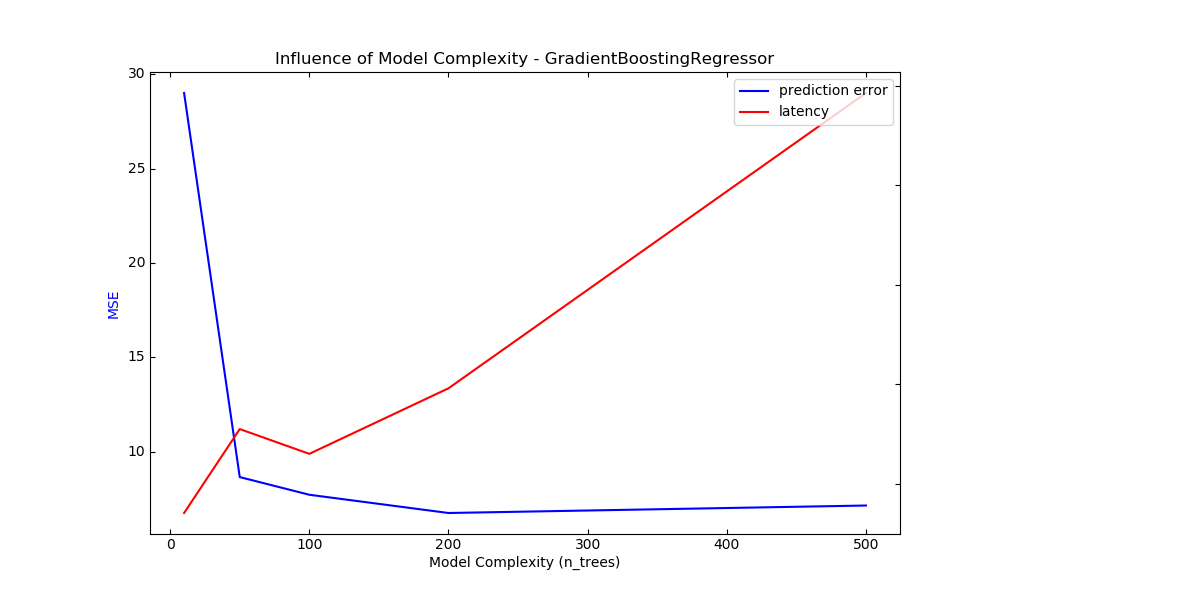 Influence of Model Complexity - GradientBoostingRegressor
prediction error
latency
30
25
20
15
10
MSE
0 100 200 300 400 500
Model Complexity (n_trees)